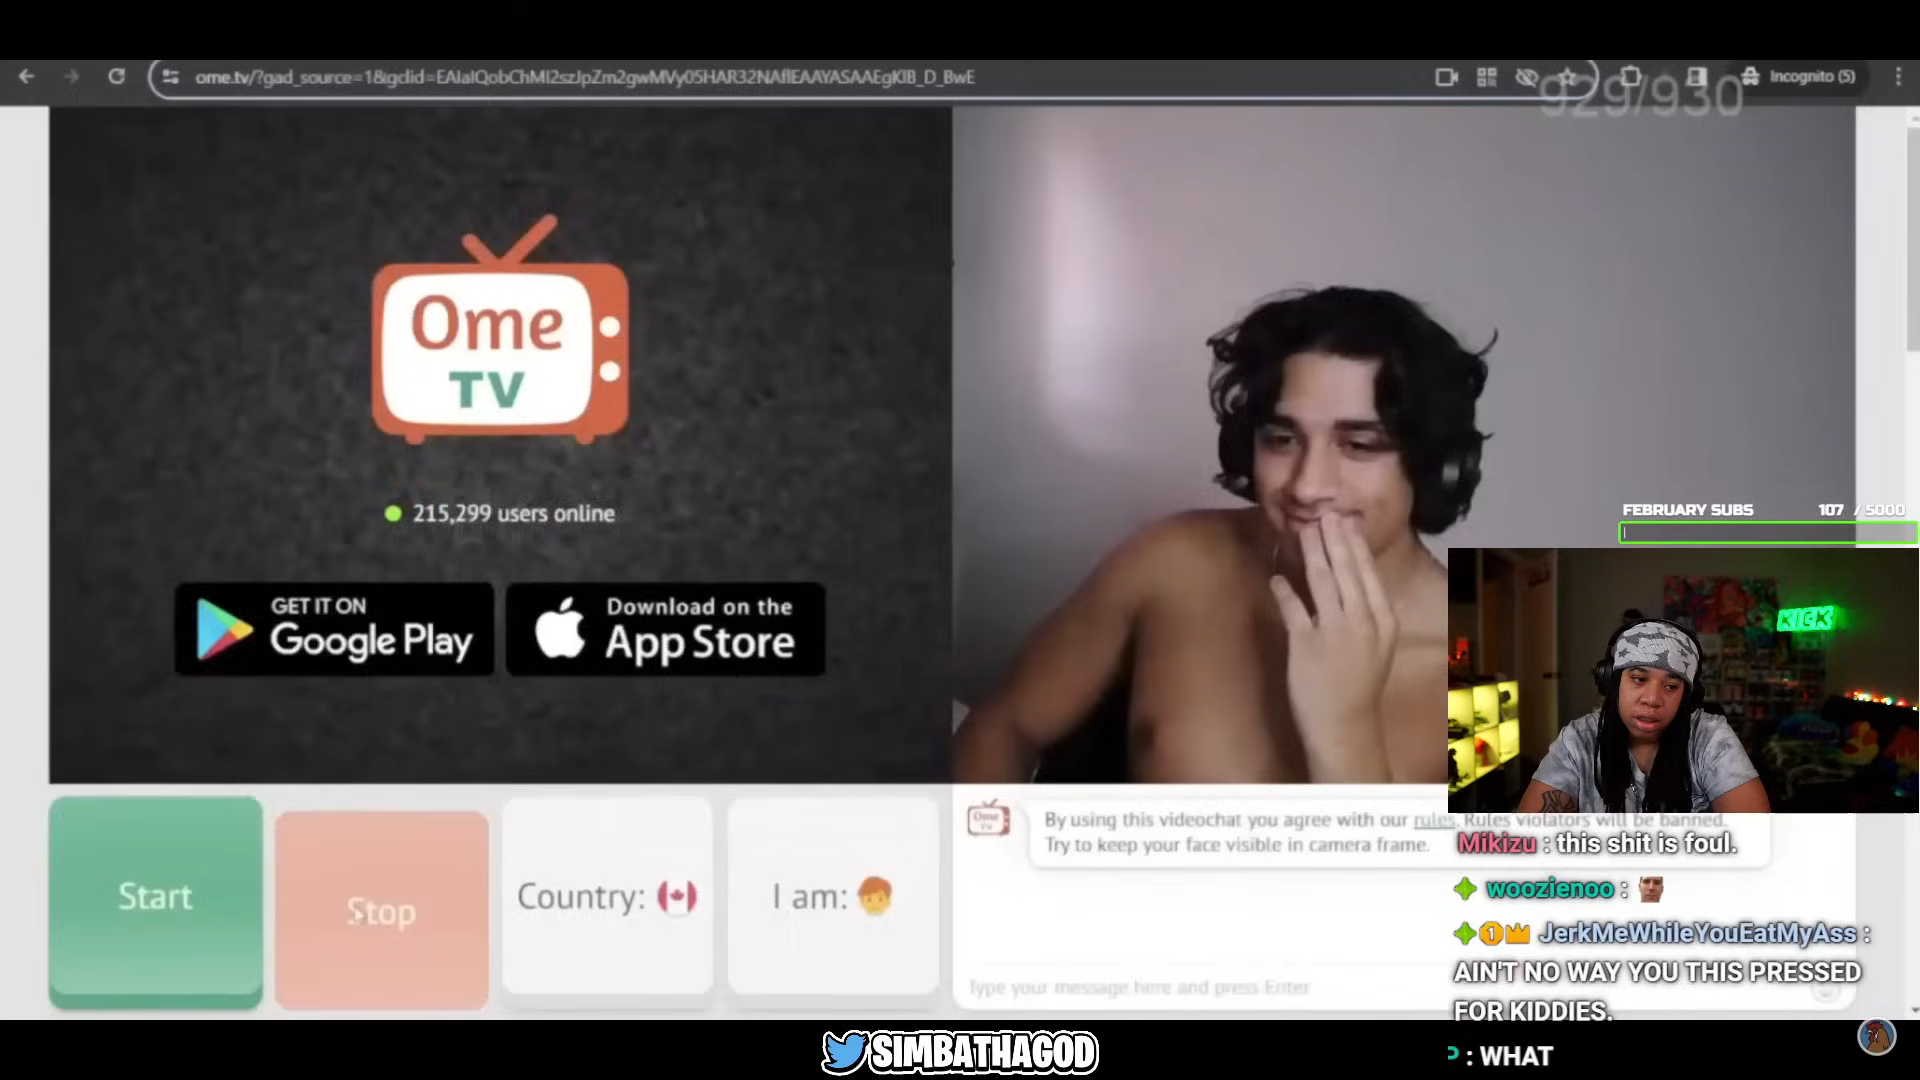 ome.tv/?gad_source=1&gclid=EAIaIQobChMI2szJpZm2gwMVy05HAR32NAflEAAYASAAEgKlB_D_BwE
Incognito (5)
929/930
Ome
TV
215,299 users online
GET IT ON
Google Play
Download on the
App Store
FEBRUARY SUBS 107 / 5000
KICK
Start
Stop
Country:
I am:
Ome
TV
By using this videochat you agree with our rules. Rules violators will be banned.
Try to keep your face visible in camera frame.
Type your message here and press Enter
Mikizu : this shit is foul.
woozienoo :
1 JerkMeWhileYouEatMyAss :
AIN'T NO WAY YOU THIS PRESSED
FOR KIDDIES.
: WHAT
SIMBATHAGOD